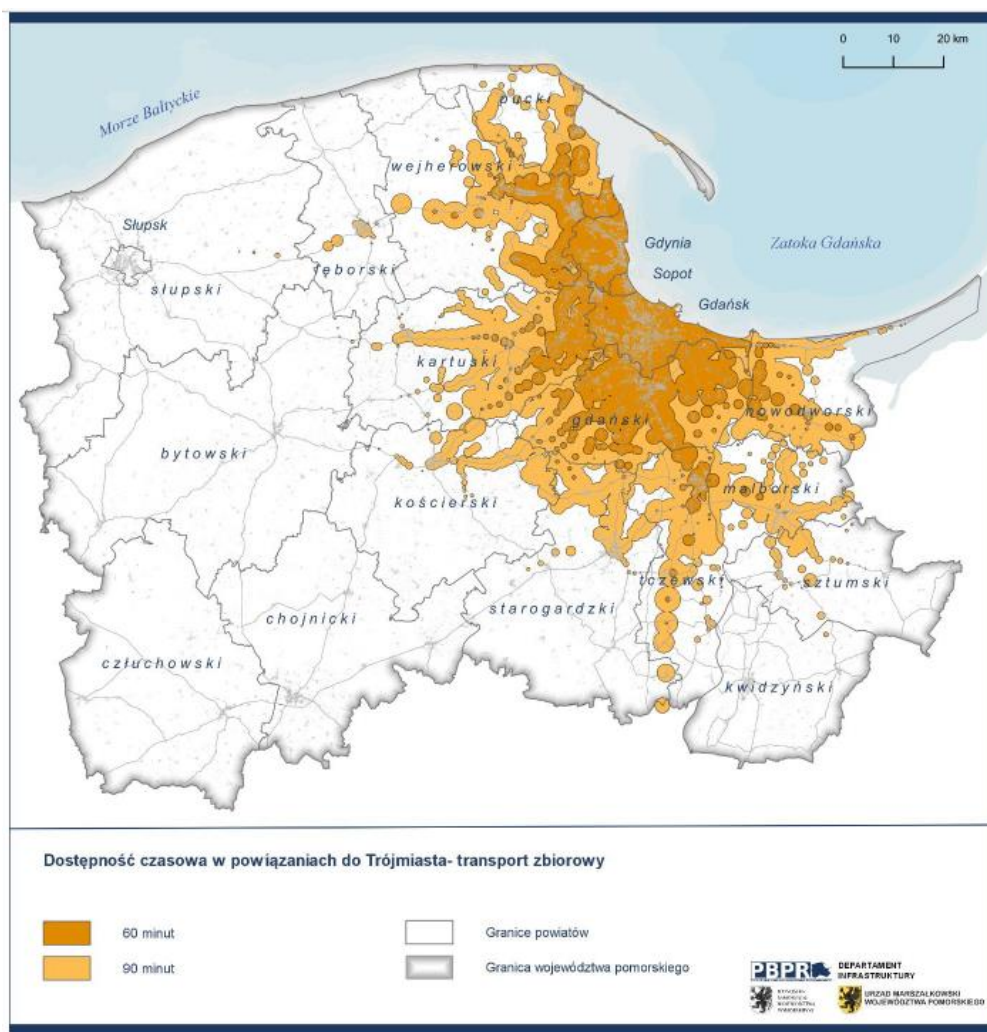 0 10 20 km
Morze Bałtyckie
pucki
wejherowski
Słupsk
Gdynia
Zatoka Gdańska
lęborski
Sopot
słupski
Gdańsk
kartuski
nowodworski
gdański
bytowski
malborski
kościerski
tczewski
sztumski
starogardzki
chojnicki
człuchowski
kwidzyński
Dostępność czasowa w powiązaniach do Trójmiasta- transport zbiorowy
60 minut
Granice powiatów
90 minut
Granica województwa pomorskiego
PBPR
DEPARTAMENT
INFRASTRUKTURY
URZĄD MARSZAŁKOWSKI
WOJEWÓDZTWA POMORSKIEGO